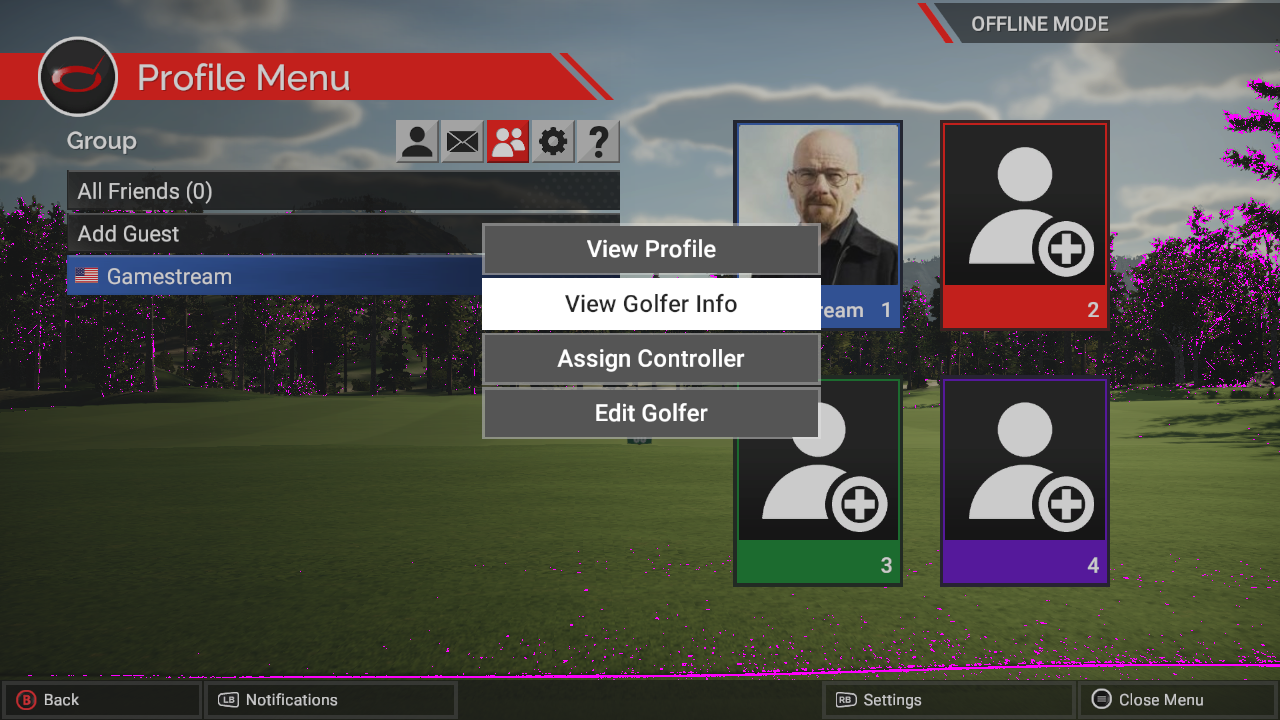 OFFLINE MODE
Profile Menu
Group
?
All Friends (0)
Add Guest
Gamestream
View Profile
View Golfer Info
Assign Controller
Edit Golfer
ream 1
2
3
4
B Back
LB Notifications
RB Settings
Close Menu